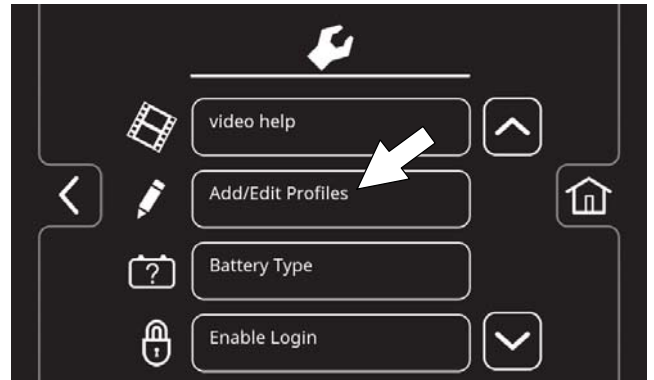 video help
Add/Edit Profiles
?
Battery Type
Enable Login